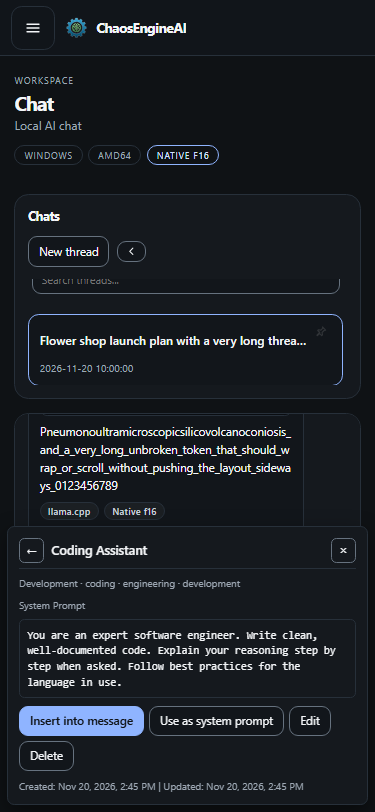 ChaosEngineAI
WORKSPACE
Chat
Local AI chat
WINDOWS
AMD64
NATIVE F16
Chats
New thread
Search threads...
Flower shop launch plan with a very long threa...
2026-11-20 10:00:00
Pneumonoultramicroscopicsilicovolcanoconiosis_
and_a_very_long_unbroken_token_that_should_w
rap_or_scroll_without_pushing_the_layout_sidewa
ys_0123456789
llama.cpp
Native f16
← Coding Assistant ×
Development · coding · engineering · development
System Prompt
You are an expert software engineer. Write clean,
well-documented code. Explain your reasoning step by
step when asked. Follow best practices for the
language in use.
Insert into message
Use as system prompt
Edit
Delete
Created: Nov 20, 2026, 2:45 PM | Updated: Nov 20, 2026, 2:45 PM